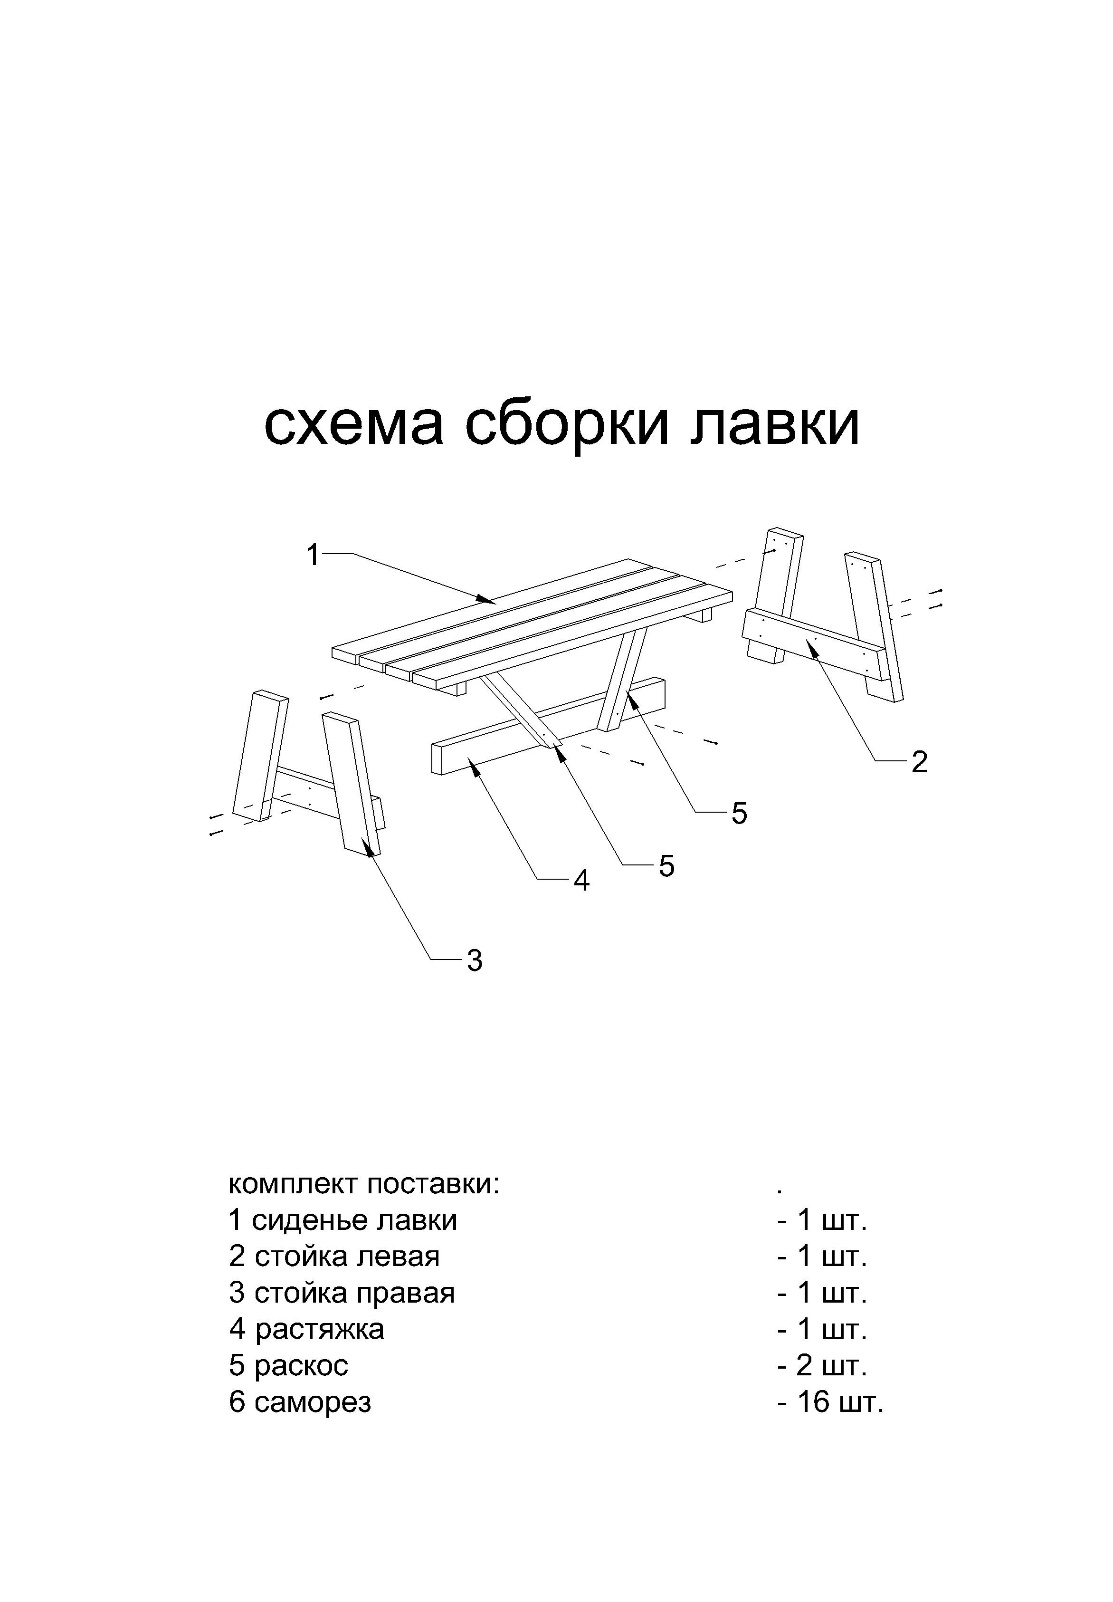 схема сборки лавки
1
2
5
5
4
3
комплект поставки: .
1 сиденье лавки - 1 шт.
2 стойка левая - 1 шт.
3 стойка правая - 1 шт.
4 растяжка - 1 шт.
5 раскос - 2 шт.
6 саморез - 16 шт.